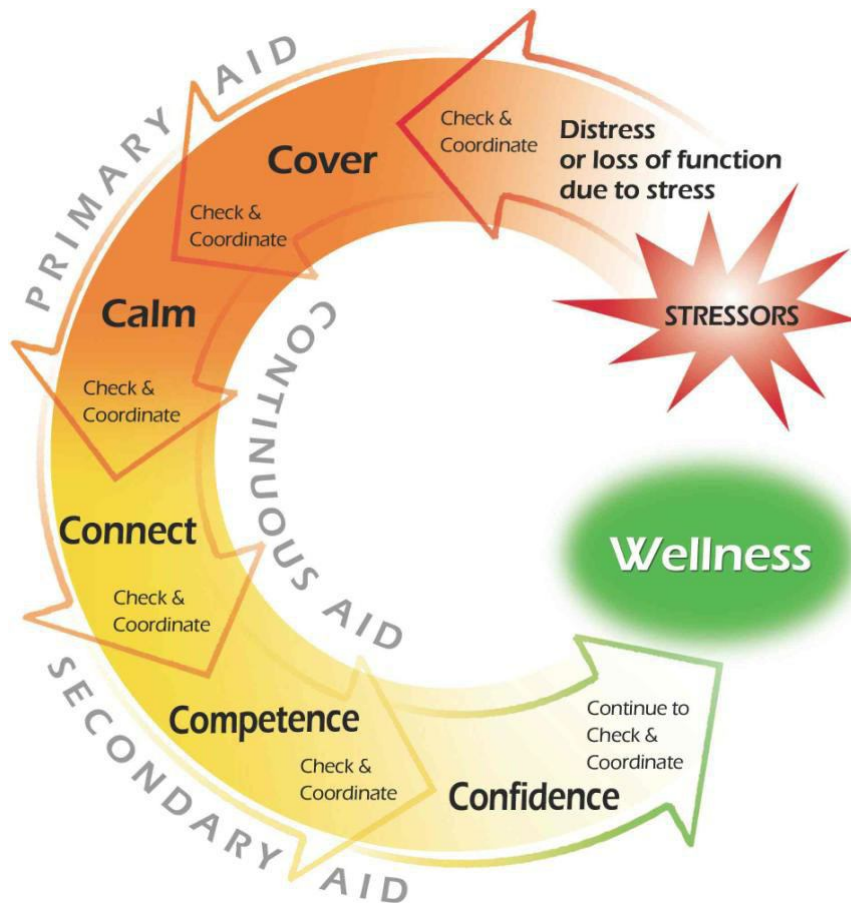 STRESSORS
Distress
or loss of function
due to stress
Check &
Coordinate
PRIMARY AID
Cover
Check &
Coordinate
Calm
Check &
Coordinate
CONTINUOUS AID
Connect
Check &
Coordinate
SECONDARY AID
Competence
Check &
Coordinate
Confidence
Continue to
Check &
Coordinate
Wellness